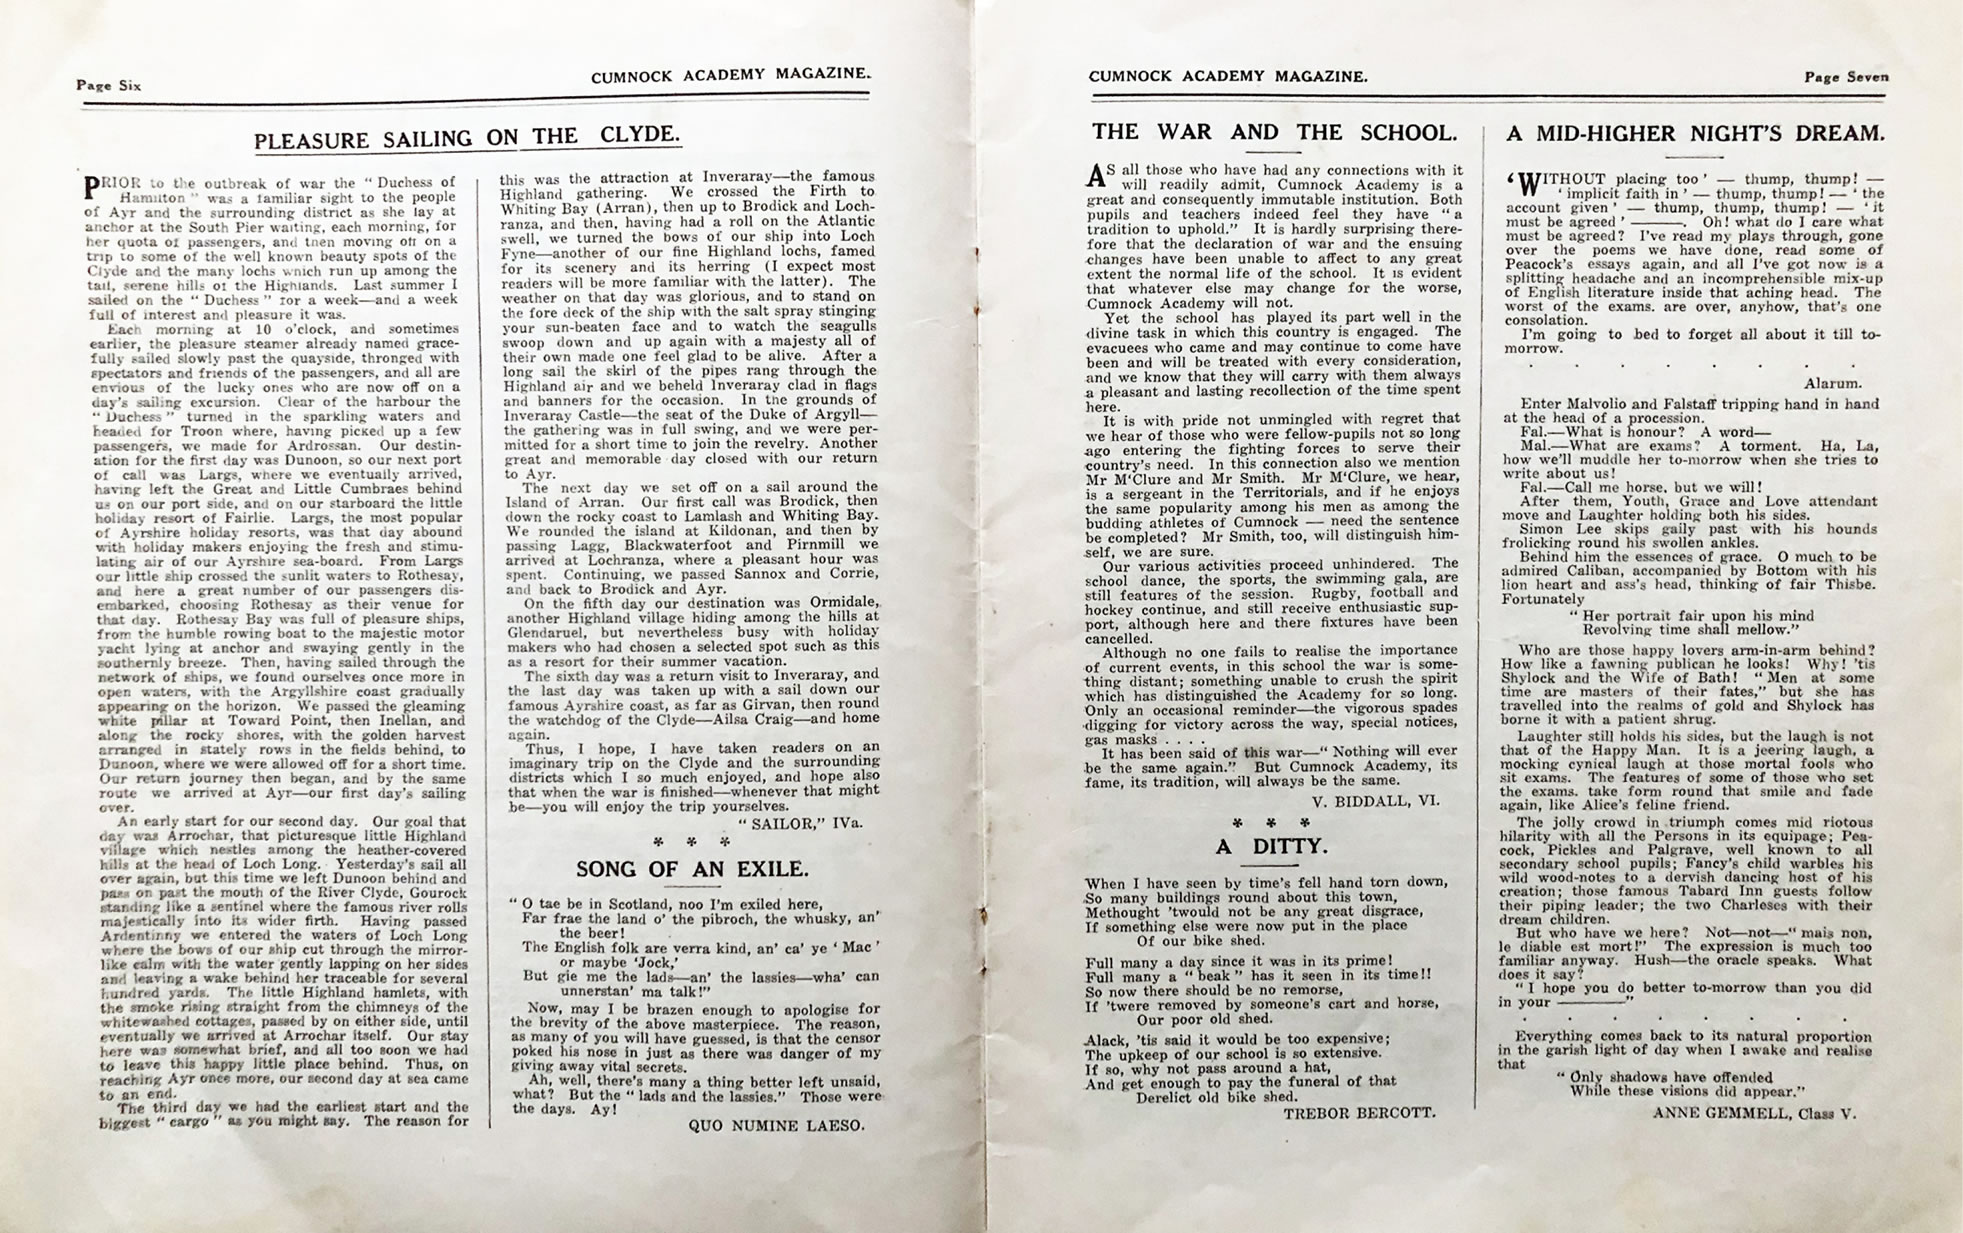 Page Six
CUMNOCK ACADEMY MAGAZINE.
PLEASURE SAILING ON THE CLYDE.
PRIOR to the outbreak of war the "Duchess of
Hamilton" was a familiar sight to the people
of Ayr and the surrounding district as she lay at
anchor at the South Pier waiting, each morning, for
her quota of passengers, and then moving off on a
trip to some of the well known beauty spots of the
Clyde and the many lochs which run up among the
tall, serene hills of the Highlands. Last summer I
sailed on the "Duchess" for a week—and a week
full of interest and pleasure it was.
Each morning at 10 o'clock, and sometimes
earlier, the pleasure steamer already named grace-
fully sailed slowly past the quayside, thronged with
spectators and friends of the passengers, and all are
envious of the lucky ones who are now off on a
day's sailing excursion. Clear of the harbour the
"Duchess" turned in the sparkling waters and
headed for Troon where, having picked up a few
passengers, we made for Ardrossan. Our destin-
ation for the first day was Dunoon, so our next port
of call was Largs, where we eventually arrived,
having left the Great and Little Cumbraes behind
us on our port side, and on our starboard the little
holiday resort of Fairlie. Largs, the most popular
of Ayrshire holiday resorts, was that day abound
with holiday makers enjoying the fresh and stimu-
lating air of our Ayrshire sea-board. From Largs
our little ship crossed the sunlit waters to Rothesay,
and here a great number of our passengers dis-
embarked, choosing Rothesay as their venue for
that day. Rothesay Bay was full of pleasure ships,
from the humble rowing boat to the majestic motor
yacht lying at anchor and swaying gently in the
southernly breeze. Then, having sailed through the
network of ships, we found ourselves once more in
open waters, with the Argyllshire coast gradually
appearing on the horizon. We passed the gleaming
white pillar at Toward Point, then Inellan, and
along the rocky shores, with the golden harvest
arranged in stately rows in the fields behind, to
Dunoon, where we were allowed off for a short time.
Our return journey then began, and by the same
route we arrived at Ayr—our first day's sailing
over.
An early start for our second day. Our goal that
day was Arrochar, that picturesque little Highland
village which nestles among the heather-covered
hills at the head of Loch Long. Yesterday's sail all
over again, but this time we left Dunoon behind and
pass on past the mouth of the River Clyde, Gourock
standing like a sentinel where the famous river rolls
majestically into its wider firth. Having passed
Ardentinny we entered the waters of Loch Long
where the bows of our ship cut through the mirror-
like calm with the water gently lapping on her sides
and leaving a wake behind her traceable for several
hundred yards. The little Highland hamlets, with
the smoke rising straight from the chimneys of the
whitewashed cottages, passed by on either side, until
eventually we arrived at Arrochar itself. Our stay
here was somewhat brief, and all too soon we had
to leave this happy little place behind. Thus, on
reaching Ayr once more, our second day at sea came
to an end.
The third day we had the earliest start and the
biggest "cargo" as you might say. The reason for
this was the attraction at Inveraray—the famous
Highland gathering. We crossed the Firth to
Whiting Bay (Arran), then up to Brodick and Loch-
ranza, and then, having had a roll on the Atlantic
swell, we turned the bows of our ship into Loch
Fyne—another of our fine Highland lochs, famed
for its scenery and its herring (I expect most
readers will be more familiar with the latter). The
weather on that day was glorious, and to stand on
the fore deck of the ship with the salt spray stinging
your sun-beaten face and to watch the seagulls
swoop down and up again with a majesty all of
their own made one feel glad to be alive. After a
long sail the skirl of the pipes rang through the
Highland air and we beheld Inveraray clad in flags
and banners for the occasion. In the grounds of
Inveraray Castle—the seat of the Duke of Argyll—
the gathering was in full swing, and we were per-
mitted for a short time to join the revelry. Another
great and memorable day closed with our return
to Ayr.
The next day we set off on a sail around the
Island of Arran. Our first call was Brodick, then
down the rocky coast to Lamlash and Whiting Bay.
We rounded the island at Kildonan, and then by
passing Lagg, Blackwaterfoot and Pirnmill we
arrived at Lochranza, where a pleasant hour was
spent. Continuing, we passed Sannox and Corrie,
and back to Brodick and Ayr.
On the fifth day our destination was Ormidale,
another Highland village hiding among the hills at
Glendaruel, but nevertheless busy with holiday
makers who had chosen a selected spot such as this
as a resort for their summer vacation.
The sixth day was a return visit to Inveraray, and
the last day was taken up with a sail down our
famous Ayrshire coast, as far as Girvan, then round
the watchdog of the Clyde—Ailsa Craig—and home
again.
Thus, I hope, I have taken readers on an
imaginary trip on the Clyde and the surrounding
districts which I so much enjoyed, and hope also
that when the war is finished—whenever that might
be—you will enjoy the trip yourselves.
"SAILOR," IVa.
* * *
SONG OF AN EXILE.
"O tae be in Scotland, noo I'm exiled here,
Far frae the land o' the pibroch, the whusky, an'
the beer!
The English folk are verra kind, an' ca' ye 'Mac'
or maybe 'Jock,'
But gie me the lads—an' the lassies—wha' can
unnerstan' ma talk!"
Now, may I be brazen enough to apologise for
the brevity of the above masterpiece. The reason,
as many of you will have guessed, is that the censor
poked his nose in just as there was danger of my
giving away vital secrets.
Ah, well, there's many a thing better left unsaid,
what? But the "lads and the lassies." Those were
the days. Ay!
QUO NUMINE LAESO.
CUMNOCK ACADEMY MAGAZINE.
Page Seven
THE WAR AND THE SCHOOL.
AS all those who have had any connections with it
will readily admit, Cumnock Academy is a
great and consequently immutable institution. Both
pupils and teachers indeed feel they have "a
tradition to uphold." It is hardly surprising there-
fore that the declaration of war and the ensuing
changes have been unable to affect to any great
extent the normal life of the school. It is evident
that whatever else may change for the worse,
Cumnock Academy will not.
Yet the school has played its part well in the
divine task in which this country is engaged. The
evacuees who came and may continue to come have
been and will be treated with every consideration,
and we know that they will carry with them always
a pleasant and lasting recollection of the time spent
here.
It is with pride not unmingled with regret that
we hear of those who were fellow-pupils not so long
ago entering the fighting forces to serve their
country's need. In this connection also we mention
Mr M'Clure and Mr Smith. Mr M'Clure, we hear,
is a sergeant in the Territorials, and if he enjoys
the same popularity among his men as among the
budding athletes of Cumnock — need the sentence
be completed? Mr Smith, too, will distinguish him-
self, we are sure.
Our various activities proceed unhindered. The
school dance, the sports, the swimming gala, are
still features of the session. Rugby, football and
hockey continue, and still receive enthusiastic sup-
port, although here and there fixtures have been
cancelled.
Although no one fails to realise the importance
of current events, in this school the war is some-
thing distant; something unable to crush the spirit
which has distinguished the Academy for so long.
Only an occasional reminder—the vigorous spades
digging for victory across the way, special notices,
gas masks . . . .
It has been said of this war—"Nothing will ever
be the same again." But Cumnock Academy, its
fame, its tradition, will always be the same.
V. BIDDALL, VI.
* * *
A DITTY.
When I have seen by time's fell hand torn down,
So many buildings round about this town,
Methought 'twould not be any great disgrace,
If something else were now put in the place
Of our bike shed.
Full many a day since it was in its prime!
Full many a "beak" has it seen in its time!!
So now there should be no remorse,
If 'twere removed by someone's cart and horse,
Our poor old shed.
Alack, 'tis said it would be too expensive;
The upkeep of our school is so extensive.
If so, why not pass around a hat,
And get enough to pay the funeral of that
Derelict old bike shed.
TREBOR BERCOTT.
A MID-HIGHER NIGHT'S DREAM.
'WITHOUT placing too' — thump, thump! —
'implicit faith in' — thump, thump! — 'the
account given' — thump, thump, thump! — 'it
must be agreed' ———. Oh! what do I care what
must be agreed? I've read my plays through, gone
over the poems we have done, read some of
Peacock's essays again, and all I've got now is a
splitting headache and an incomprehensible mix-up
of English literature inside that aching head. The
worst of the exams. are over, anyhow, that's one
consolation.
I'm going to bed to forget all about it till to-
morrow.
. . . . . . . .
Alarum.
Enter Malvolio and Falstaff tripping hand in hand
at the head of a procession.
Fal.—What is honour? A word—
Mal.—What are exams? A torment. Ha, La,
how we'll muddle her to-morrow when she tries to
write about us!
Fal.—Call me horse, but we will!
After them, Youth, Grace and Love attendant
move and Laughter holding both his sides.
Simon Lee skips gaily past with his hounds
frolicking round his swollen ankles.
Behind him the essences of grace. O much to be
admired Caliban, accompanied by Bottom with his
lion heart and ass's head, thinking of fair Thisbe.
Fortunately
"Her portrait fair upon his mind
Revolving time shall mellow."
Who are those happy lovers arm-in-arm behind?
How like a fawning publican he looks! Why! 'tis
Shylock and the Wife of Bath! "Men at some
time are masters of their fates," but she has
travelled into the realms of gold and Shylock has
borne it with a patient shrug.
Laughter still holds his sides, but the laugh is not
that of the Happy Man. It is a jeering laugh, a
mocking cynical laugh at those mortal fools who
sit exams. The features of some of those who set
the exams. take form round that smile and fade
again, like Alice's feline friend.
The jolly crowd in triumph comes mid riotous
hilarity with all the Persons in its equipage; Pea-
cock, Pickles and Palgrave, well known to all
secondary school pupils; Fancy's child warbles his
wild wood-notes to a dervish dancing host of his
creation; those famous Tabard Inn guests follow
their piping leader; the two Charleses with their
dream children.
But who have we here? Not—not—"mais non,
le diable est mort!" The expression is much too
familiar anyway. Hush—the oracle speaks. What
does it say?
"I hope you do better to-morrow than you did
in your ————"
. . . . . . . .
Everything comes back to its natural proportion
in the garish light of day when I awake and realise
that
"Only shadows have offended
While these visions did appear."
ANNE GEMMELL, Class V.